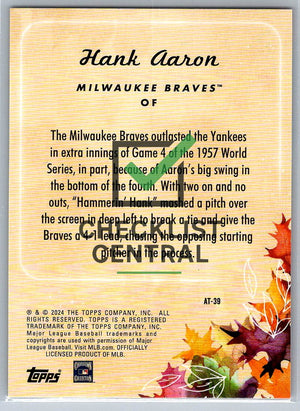 Hank Aaron
MILWAUKEE BRAVES™
OF
The Milwaukee Braves outlasted the Yankees
in extra innings of Game 4 of the 1957 World
Series, in part, because of Aaron's big swing in
the bottom of the fourth. With two on and
no outs, "Hammerin' Hank" mashed a pitch over
the screen in deep left to break a tie and give the
Braves a 4-1 lead, chasing the opposing starting
pitcher in the process.
CHECKLIST
CENTRAL
AT-39
® & © 2024 THE TOPPS COMPANY, INC. ALL
RIGHTS RESERVED. TOPPS IS A REGISTERED
TRADEMARK OF THE TOPPS COMPANY, INC.
Major League Baseball trademarks and
copyrights are used with permission of Major
League Baseball. Visit MLB.com. OFFICIALLY
LICENSED PRODUCT OF MLB.
Topps